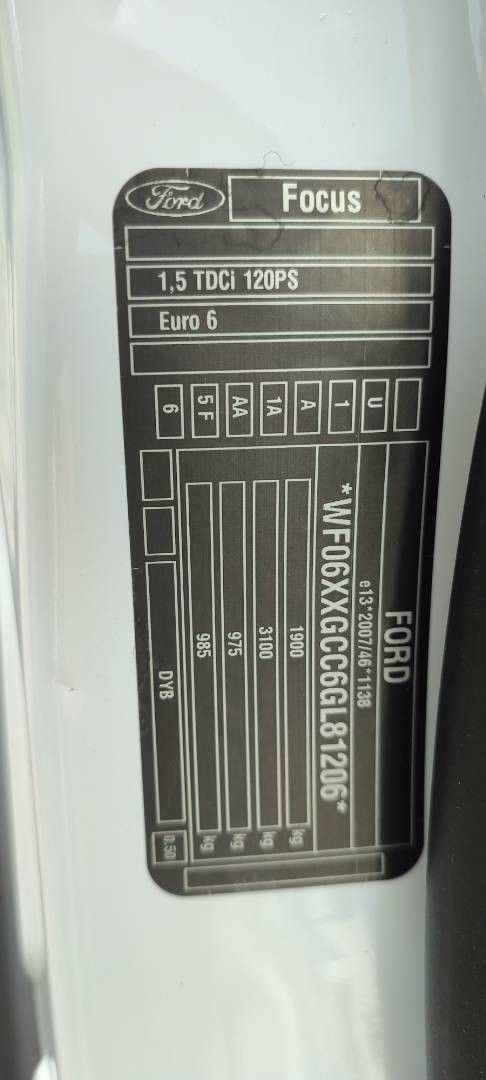 Ford
Focus
1,5 TDCi 120PS
Euro 6
U
1
A
1A
AA
5 F
6
FORD
e13*2007/46*1138
*WF06XXGCC6GL81206*
1900 kg
3100 kg
975 kg
985 kg
DYB 0.50